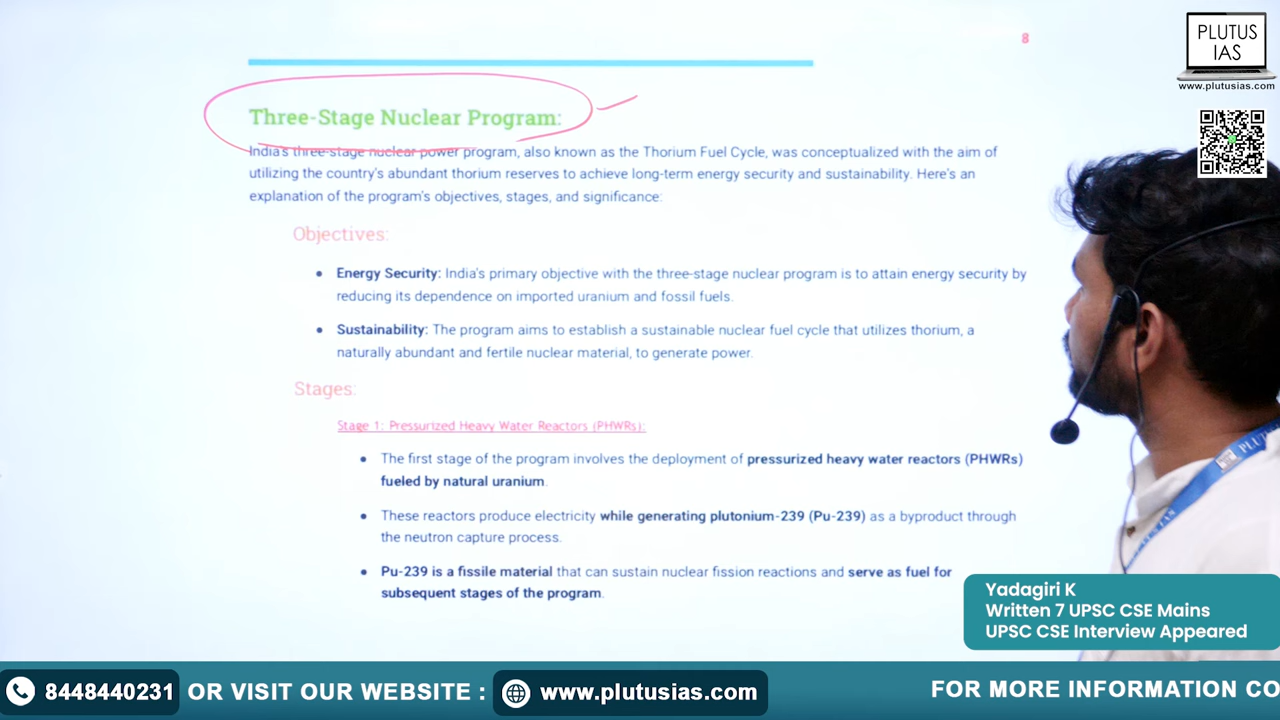 8
PLUTUS
IAS
www.plutusias.com
Three-Stage Nuclear Program:
India's three-stage nuclear power program, also known as the Thorium Fuel Cycle, was conceptualized with the aim of
utilizing the country's abundant thorium reserves to achieve long-term energy security and sustainability. Here's an
explanation of the program's objectives, stages, and significance:
Objectives:
● Energy Security: India's primary objective with the three-stage nuclear program is to attain energy security by
reducing its dependence on imported uranium and fossil fuels.
● Sustainability: The program aims to establish a sustainable nuclear fuel cycle that utilizes thorium, a
naturally abundant and fertile nuclear material, to generate power.
Stages:
Stage 1: Pressurized Heavy Water Reactors (PHWRs):
● The first stage of the program involves the deployment of pressurized heavy water reactors (PHWRs)
fueled by natural uranium.
● These reactors produce electricity while generating plutonium-239 (Pu-239) as a byproduct through
the neutron capture process.
● Pu-239 is a fissile material that can sustain nuclear fission reactions and serve as fuel for
subsequent stages of the program.
Yadagiri K
Written 7 UPSC CSE Mains
UPSC CSE Interview Appeared
8448440231 OR VISIT OUR WEBSITE : www.plutusias.com FOR MORE INFORMATION CO